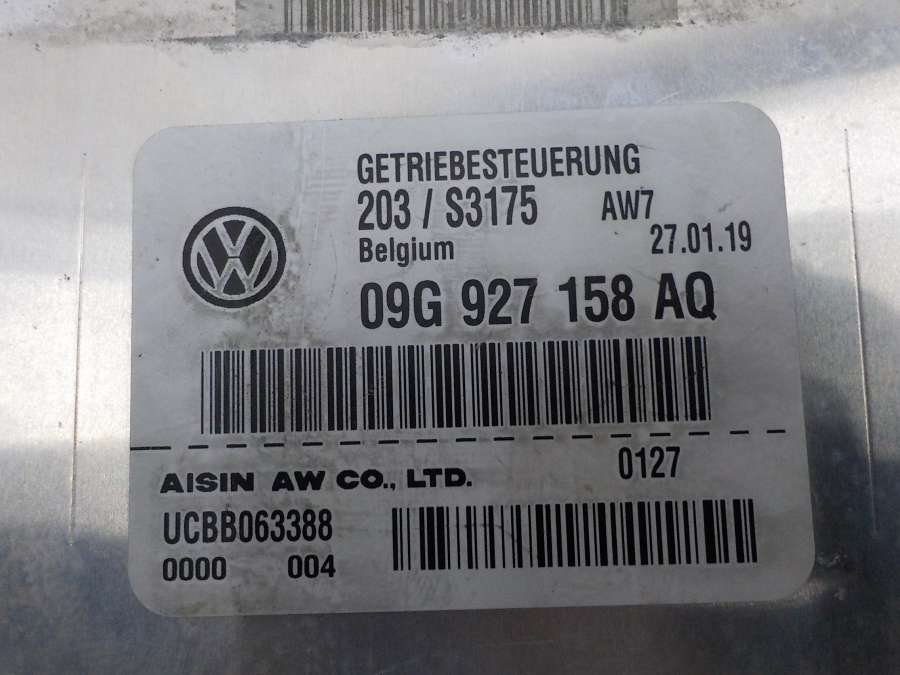 GETRIEBESTEUERUNG
203 / S3175 AW7
Belgium 27.01.19
09G 927 158 AQ
AISIN AW CO., LTD. 0127
UCBB063388
0000 004